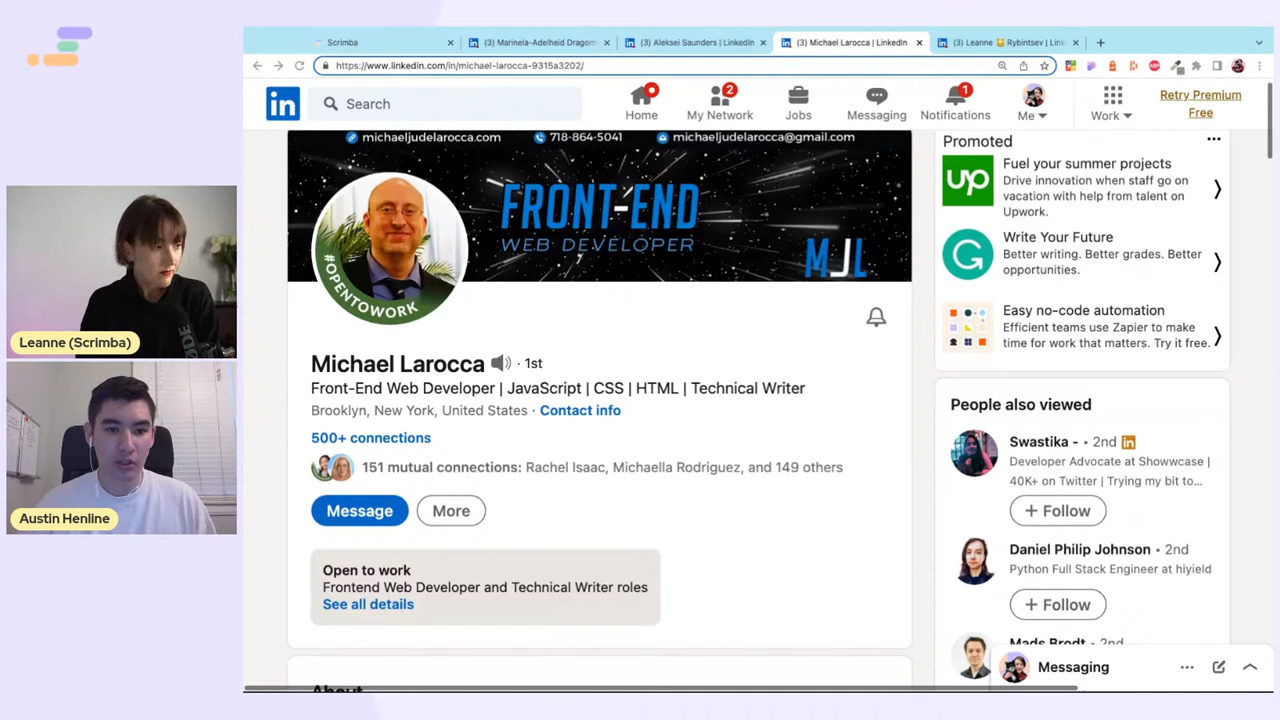 Scrimba
(3) Marinela-Adelheid Dragom
(3) Aleksei Saunders | LinkedIn
(3) Michael Larocca | LinkedIn
(3) Leanne 😸 Rybintsev | Link
https://www.linkedin.com/in/michael-larocca-9315a3202/
in
Search
Home
2
My Network
Jobs
Messaging
1
Notifications
Me
Work
Retry Premium
Free
michaeljudelarocca.com
718-864-5041
michaeljudelarocca@gmail.com
FRONT-END
WEB DEVELOPER
MJL
#OPENTOWORK
Michael Larocca · 1st
Front-End Web Developer | JavaScript | CSS | HTML | Technical Writer
Brooklyn, New York, United States · Contact info
500+ connections
151 mutual connections: Rachel Isaac, Michaella Rodriguez, and 149 others
Message
More
Open to work
Frontend Web Developer and Technical Writer roles
See all details
About
Promoted
up
Fuel your summer projects
Drive innovation when staff go on
vacation with help from talent on
Upwork.
Write Your Future
Better writing. Better grades. Better
opportunities.
Easy no-code automation
Efficient teams use Zapier to make
time for work that matters. Try it free.
People also viewed
Swastika - • 2nd in
Developer Advocate at Showwcase |
40K+ on Twitter | Trying my bit to...
+ Follow
Daniel Philip Johnson • 2nd
Python Full Stack Engineer at hiyield
+ Follow
Mads Brodt · 2nd
Messaging
Leanne (Scrimba)
Austin Henline